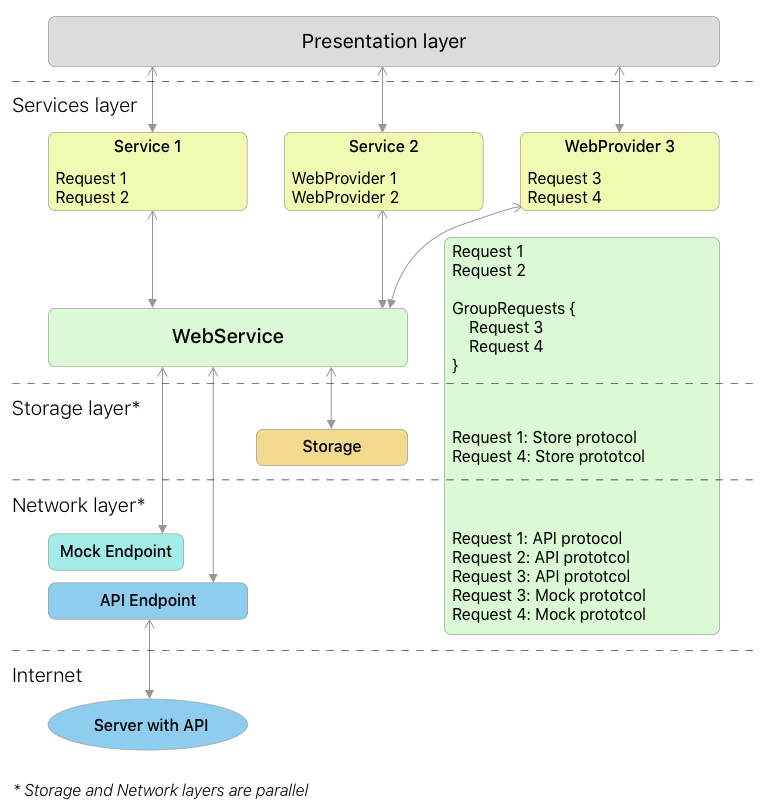 Presentation layer
Services layer
Service 1
Request 1
Request 2
Service 2
WebProvider 1
WebProvider 2
WebProvider 3
Request 3
Request 4
WebService
Request 1
Request 2
GroupRequests {
Request 3
Request 4
}
Storage layer*
Storage
Request 1: Store protocol
Request 4: Store prototcol
Network layer*
Mock Endpoint
API Endpoint
Request 1: API protocol
Request 2: API prototcol
Request 3: API prototcol
Request 3: Mock prototcol
Request 4: Mock prototcol
Internet
Server with API
* Storage and Network layers are parallel